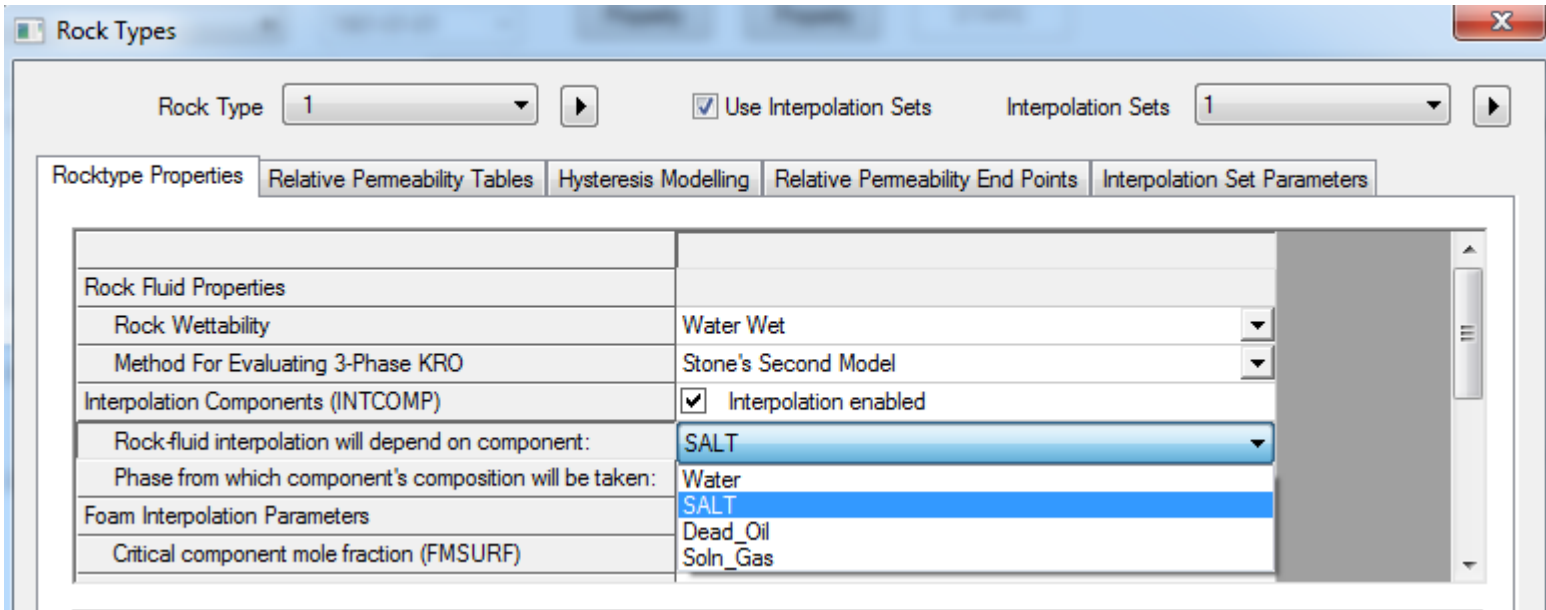 Rock Types
Rock Type 1 Use Interpolation Sets Interpolation Sets 1
Rocktype Properties Relative Permeability Tables Hysteresis Modelling Relative Permeability End Points Interpolation Set Parameters
Rock Fluid Properties
Rock Wettability Water Wet
Method For Evaluating 3-Phase KRO Stone's Second Model
Interpolation Components (INTCOMP) Interpolation enabled
Rock-fluid interpolation will depend on component: SALT
Phase from which component's composition will be taken: Water
SALT
Foam Interpolation Parameters
Dead_Oil
Critical component mole fraction (FMSURF) Soln_Gas